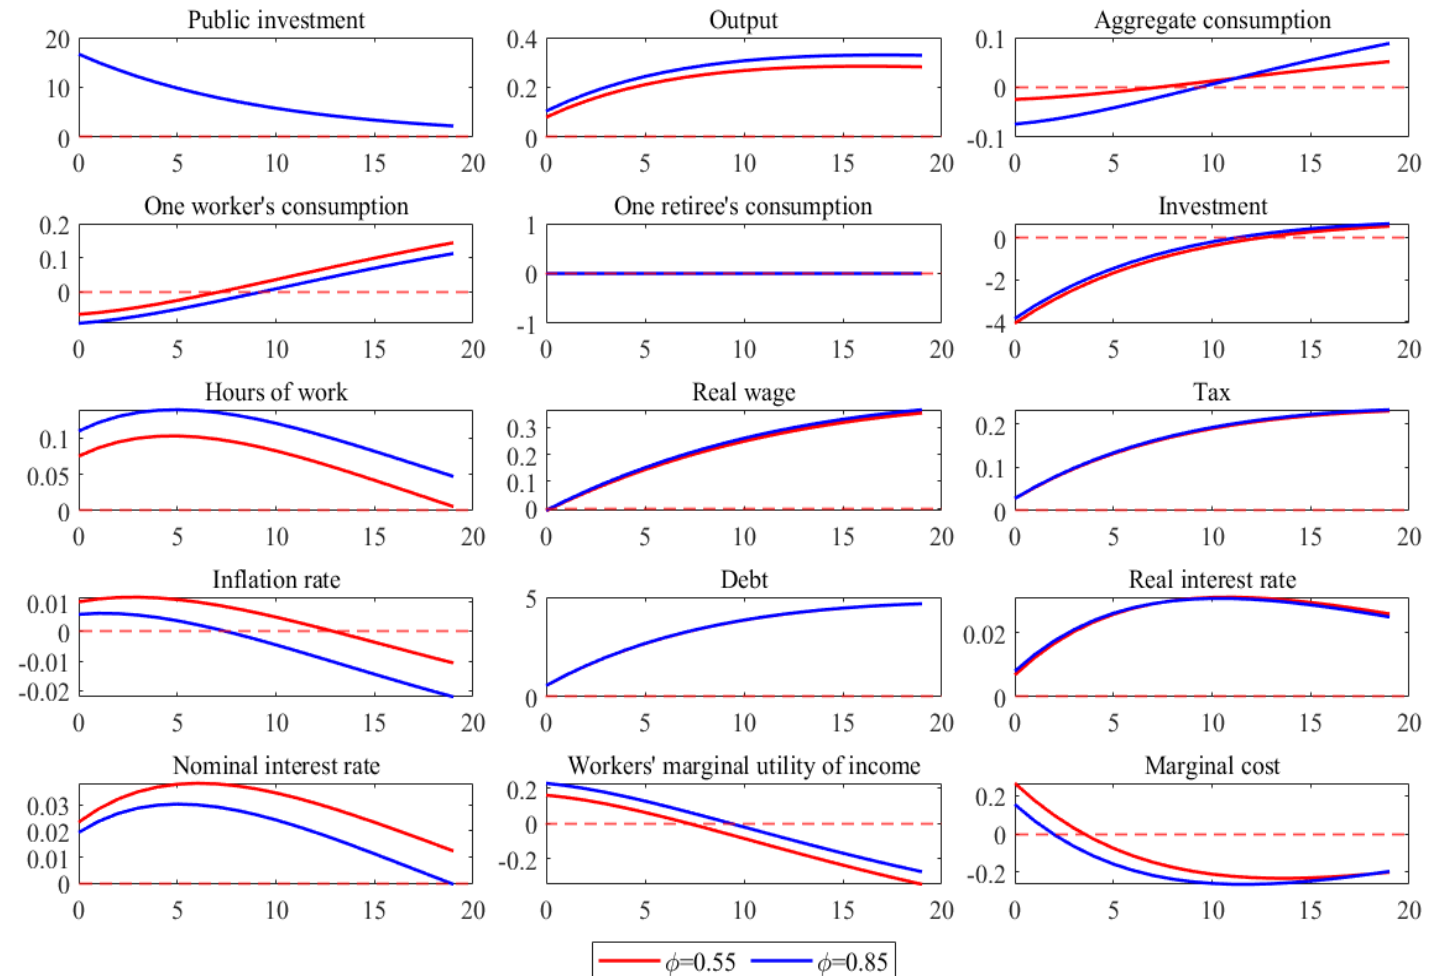 Public investment
Output
Aggregate consumption
20
10
0
0 5 10 15 20
0.4
0.2
0
0 5 10 15 20
0.1
0
-0.1
0 5 10 15 20
One worker's consumption
One retiree's consumption
Investment
0.2
0.1
0
0 5 10 15 20
1
0
-1
0 5 10 15 20
0
-2
-4
0 5 10 15 20
Hours of work
Real wage
Tax
0.1
0.05
0
0 5 10 15 20
0.3
0.2
0.1
0
0 5 10 15 20
0.2
0.1
0
0 5 10 15 20
Inflation rate
Debt
Real interest rate
0.01
0
-0.01
-0.02
0 5 10 15 20
5
0
0 5 10 15 20
0.02
0
0 5 10 15 20
Nominal interest rate
Workers' marginal utility of income
Marginal cost
0.03
0.02
0.01
0
0 5 10 15 20
0.2
0
-0.2
0 5 10 15 20
0.2
0
-0.2
0 5 10 15 20
ϕ=0.55 ϕ=0.85